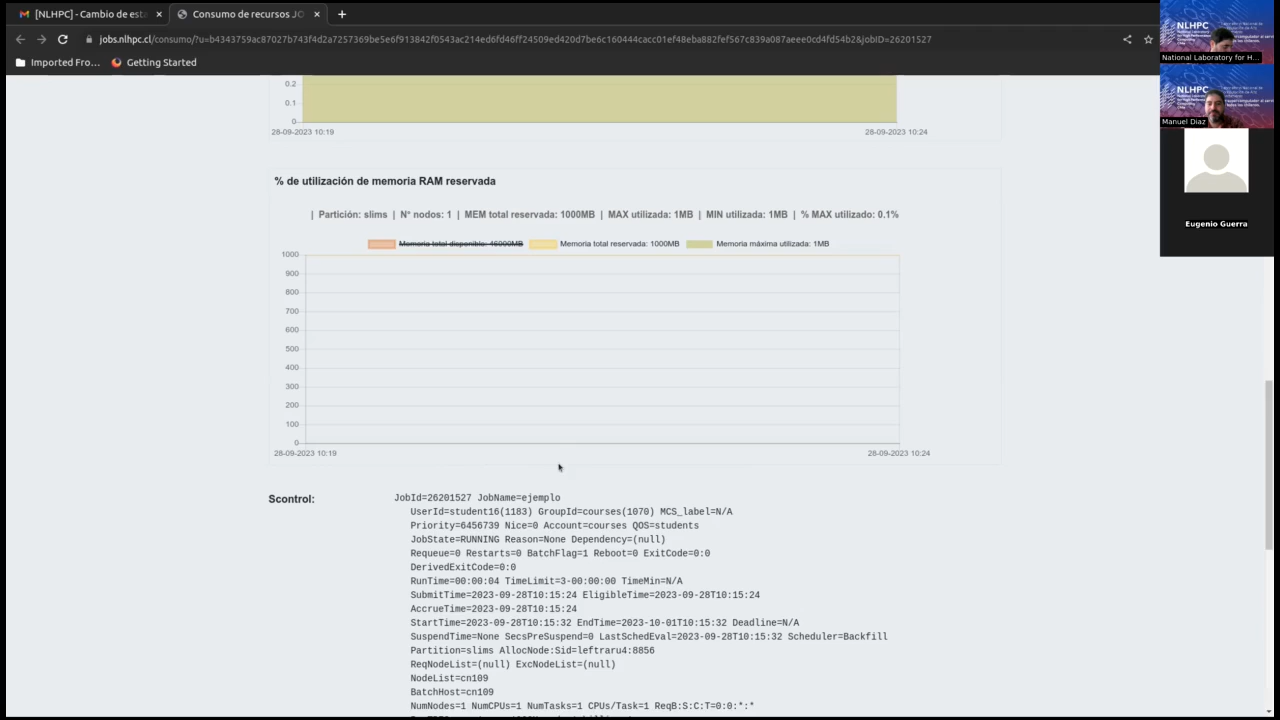 [NLHPC] - Cambio de esta
Consumo de recursos JO
jobs.nlhpc.cl/consumo/
&jobID=26201527
Imported Fro...
Getting Started
0.2
0.1
0
28-09-2023 10:19
28-09-2023 10:24
% de utilización de memoria RAM reservada
| Partición: slims | N° nodos: 1 | MEM total reservada: 1000MB | MAX utilizada: 1MB | MIN utilizada: 1MB | % MAX utilizado: 0.1%
Memoria total disponible: 46000MB
Memoria total reservada: 1000MB
Memoria máxima utilizada: 1MB
1000
900
800
700
600
500
400
300
200
100
0
28-09-2023 10:19
28-09-2023 10:24
Scontrol:
JobId=26201527 JobName=ejemplo
UserId=student16(1183) GroupId=courses(1070) MCS_label=N/A
Priority=6456739 Nice=0 Account=courses QOS=students
JobState=RUNNING Reason=None Dependency=(null)
Requeue=0 Restarts=0 BatchFlag=1 Reboot=0 ExitCode=0:0
DerivedExitCode=0:0
RunTime=00:00:04 TimeLimit=3-00:00:00 TimeMin=N/A
SubmitTime=2023-09-28T10:15:24 EligibleTime=2023-09-28T10:15:24
AccrueTime=2023-09-28T10:15:24
StartTime=2023-09-28T10:15:32 EndTime=2023-10-01T10:15:32 Deadline=N/A
SuspendTime=None SecsPreSuspend=0 LastSchedEval=2023-09-28T10:15:32 Scheduler=Backfill
Partition=slims AllocNode:Sid=leftraru4:8856
ReqNodeList=(null) ExcNodeList=(null)
NodeList=cn109
BatchHost=cn109
NumNodes=1 NumCPUs=1 NumTasks=1 CPUs/Task=1 ReqB:S:C:T=0:0:*:*
NLHPC
National Laboratory for H...
NLHPC
Manuel Diaz
Eugenio Guerra